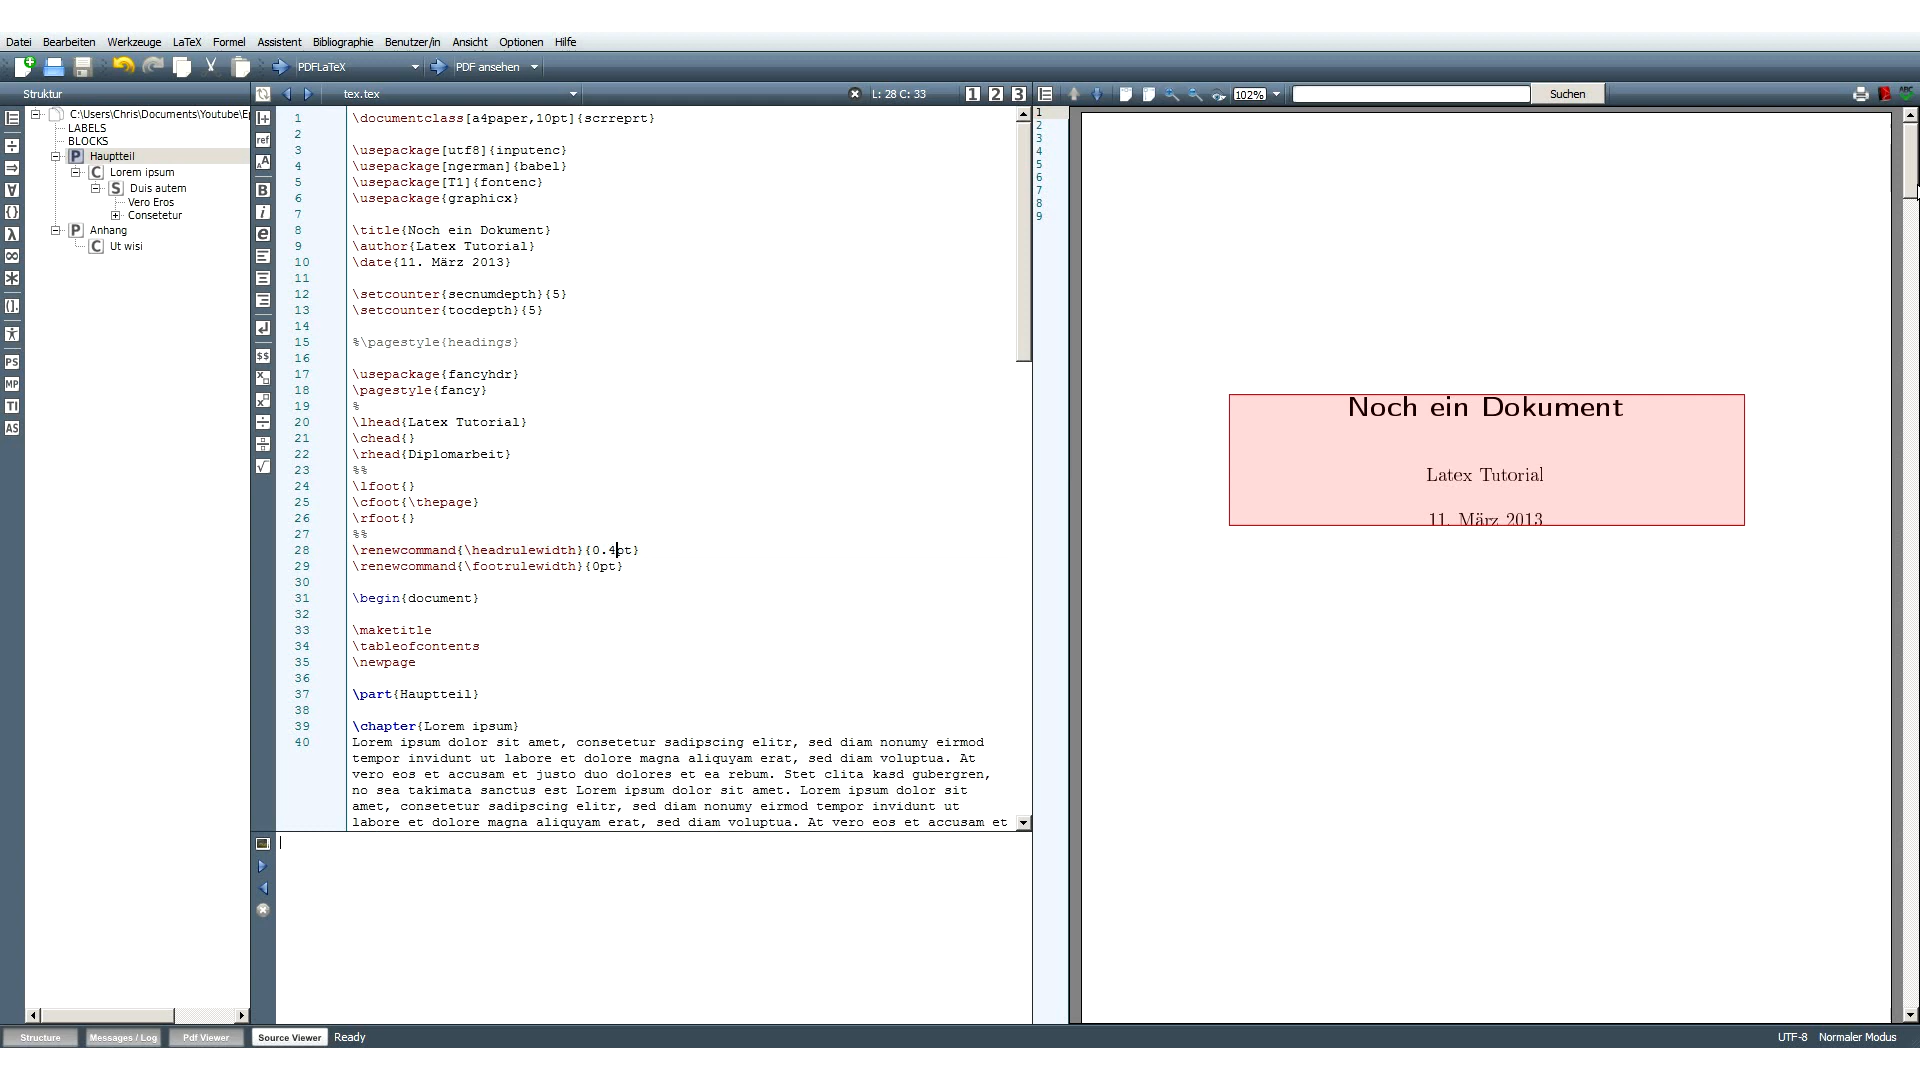 Datei Bearbeiten Werkzeuge LaTeX Formel Assistent Bibliographie Benutzer/in Ansicht Optionen Hilfe
PDFLaTeX PDF ansehen
Struktur tex.tex L: 28 C: 33 1 2 3 102% Suchen
C:\Users\Chris\Documents\Youtube\Ep
LABELS
BLOCKS
P Hauptteil
C Lorem ipsum
S Duis autem
Vero Eros
Consetetur
P Anhang
C Ut wisi
{}
λ
∞
PS
MP
TI
AS
ref
B
i
e
$$
1 \documentclass[a4paper,10pt]{scrreprt}
2
3 \usepackage[utf8]{inputenc}
4 \usepackage[ngerman]{babel}
5 \usepackage[T1]{fontenc}
6 \usepackage{graphicx}
7
8 \title{Noch ein Dokument}
9 \author{Latex Tutorial}
10 \date{11. März 2013}
11
12 \setcounter{secnumdepth}{5}
13 \setcounter{tocdepth}{5}
14
15 %\pagestyle{headings}
16
17 \usepackage{fancyhdr}
18 \pagestyle{fancy}
19 %
20 \lhead{Latex Tutorial}
21 \chead{}
22 \rhead{Diplomarbeit}
23 %%
24 \lfoot{}
25 \cfoot{\thepage}
26 \rfoot{}
27 %%
28 \renewcommand{\headrulewidth}{0.4pt}
29 \renewcommand{\footrulewidth}{0pt}
30
31 \begin{document}
32
33 \maketitle
34 \tableofcontents
35 \newpage
36
37 \part{Hauptteil}
38
39 \chapter{Lorem ipsum}
40 Lorem ipsum dolor sit amet, consetetur sadipscing elitr, sed diam nonumy eirmod
tempor invidunt ut labore et dolore magna aliquyam erat, sed diam voluptua. At
vero eos et accusam et justo duo dolores et ea rebum. Stet clita kasd gubergren,
no sea takimata sanctus est Lorem ipsum dolor sit amet. Lorem ipsum dolor sit
amet, consetetur sadipscing elitr, sed diam nonumy eirmod tempor invidunt ut
labore et dolore magna aliquyam erat, sed diam voluptua. At vero eos et accusam et
1
2
3
4
5
6
7
8
9
Noch ein Dokument
Latex Tutorial
11. März 2013
Structure Messages / Log Pdf Viewer Source Viewer Ready UTF-8 Normaler Modus